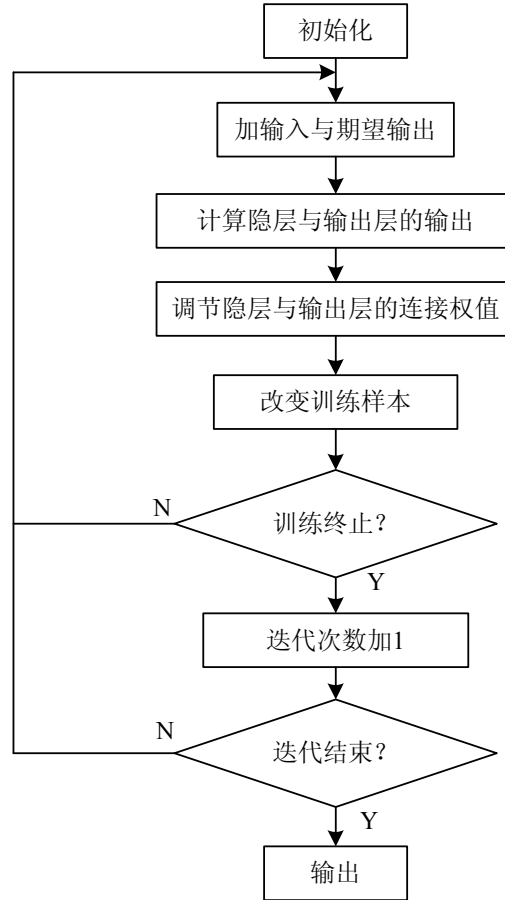 初始化
加输入与期望输出
计算隐层与输出层的输出
调节隐层与输出层的连接权值
改变训练样本
N
训练终止？
Y
迭代次数加1
N
迭代结束？
Y
输出